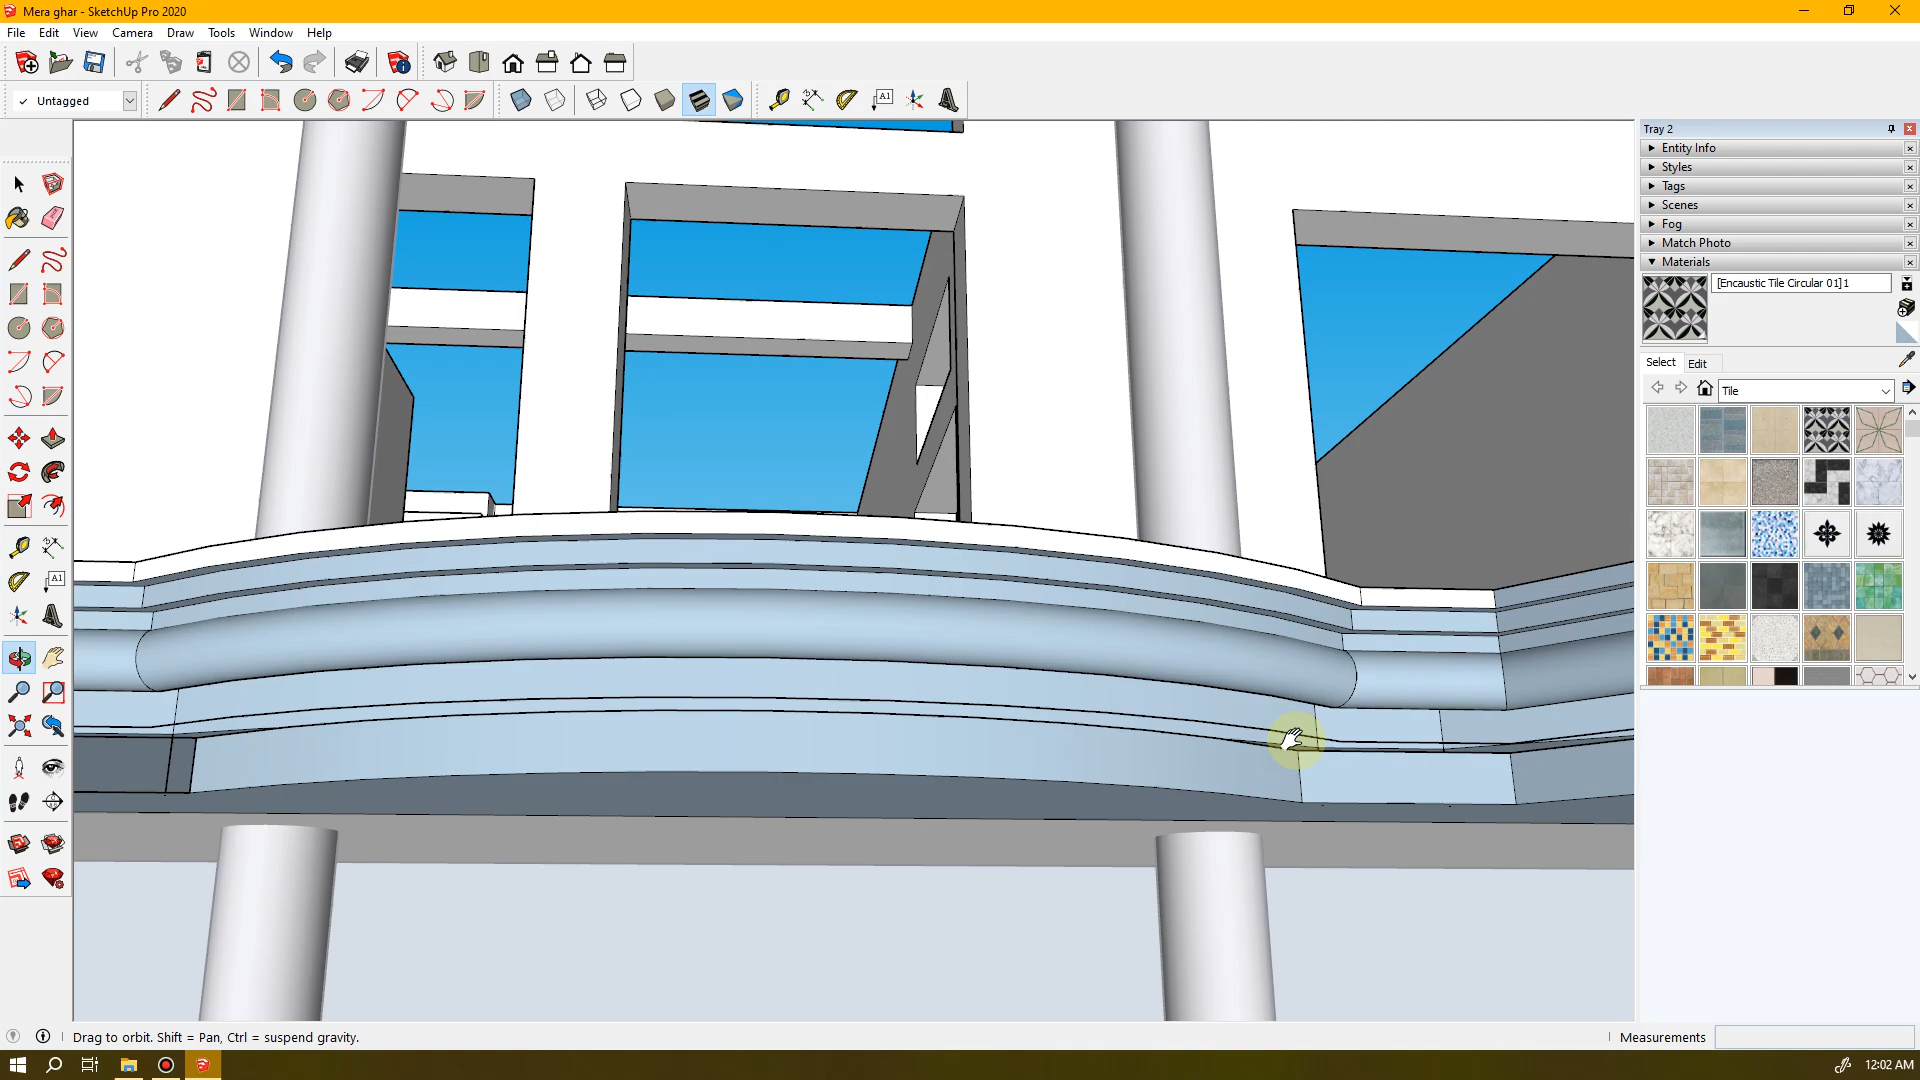 Mera ghar - SketchUp Pro 2020
File Edit View Camera Draw Tools Window Help
Untagged
A1
Tray 2
Entity Info
Styles
Tags
Scenes
Fog
Match Photo
Materials
[Encaustic Tile Circular 01]1
Select Edit
Tile
A1
Drag to orbit. Shift = Pan, Ctrl = suspend gravity.
Measurements
12:02 AM